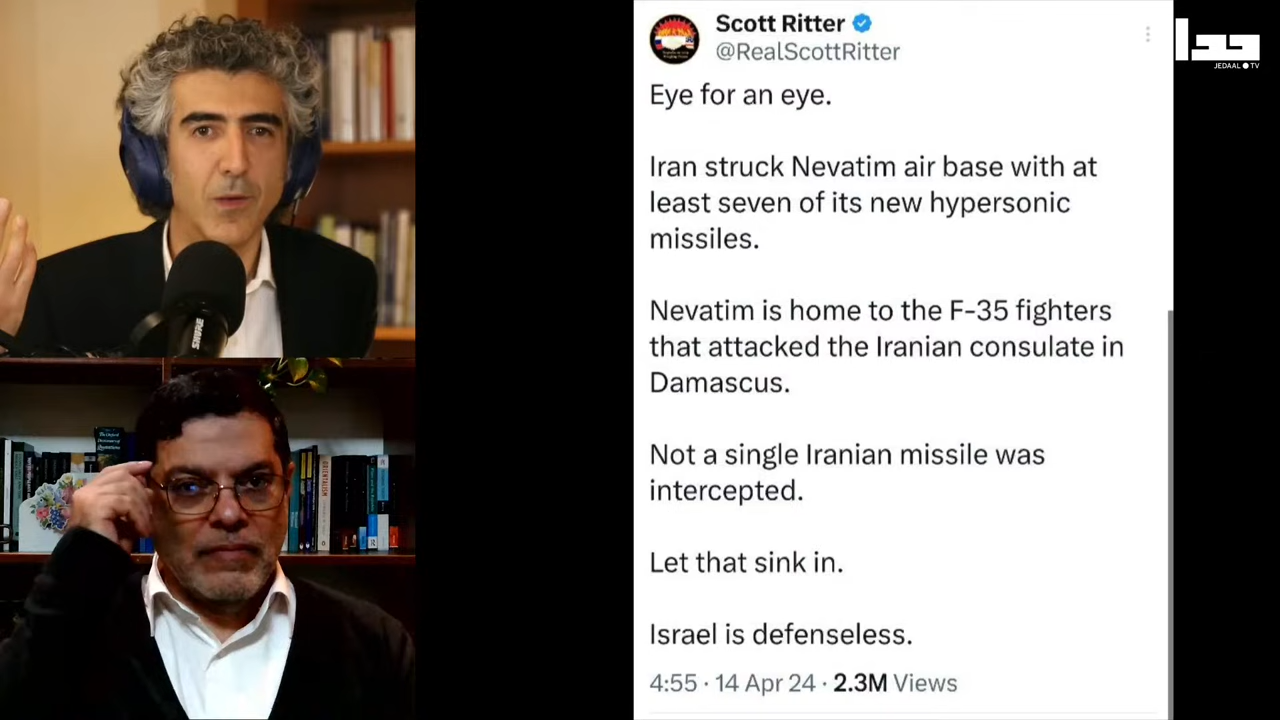 Scott Ritter
@RealScottRitter
Eye for an eye.
Iran struck Nevatim air base with at
least seven of its new hypersonic
missiles.
Nevatim is home to the F-35 fighters
that attacked the Iranian consulate in
Damascus.
Not a single Iranian missile was
intercepted.
Let that sink in.
Israel is defenseless.
4:55 · 14 Apr 24 · 2.3M Views
JEDAAL TV
SHURE
ORIENTALISM